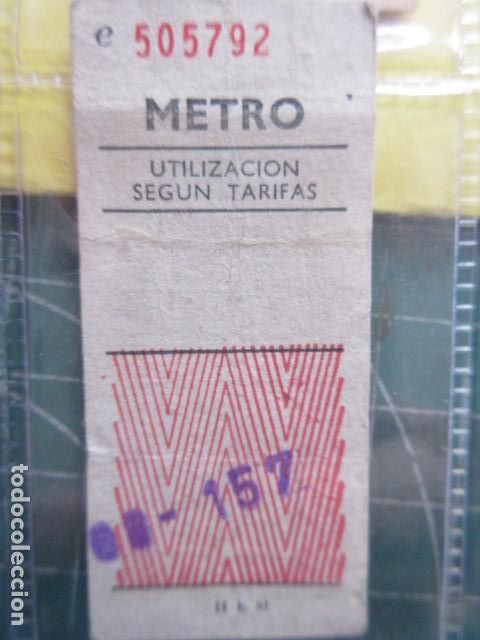 e 505792
METRO
UTILIZACION
SEGUN TARIFAS
157
todocoleccion